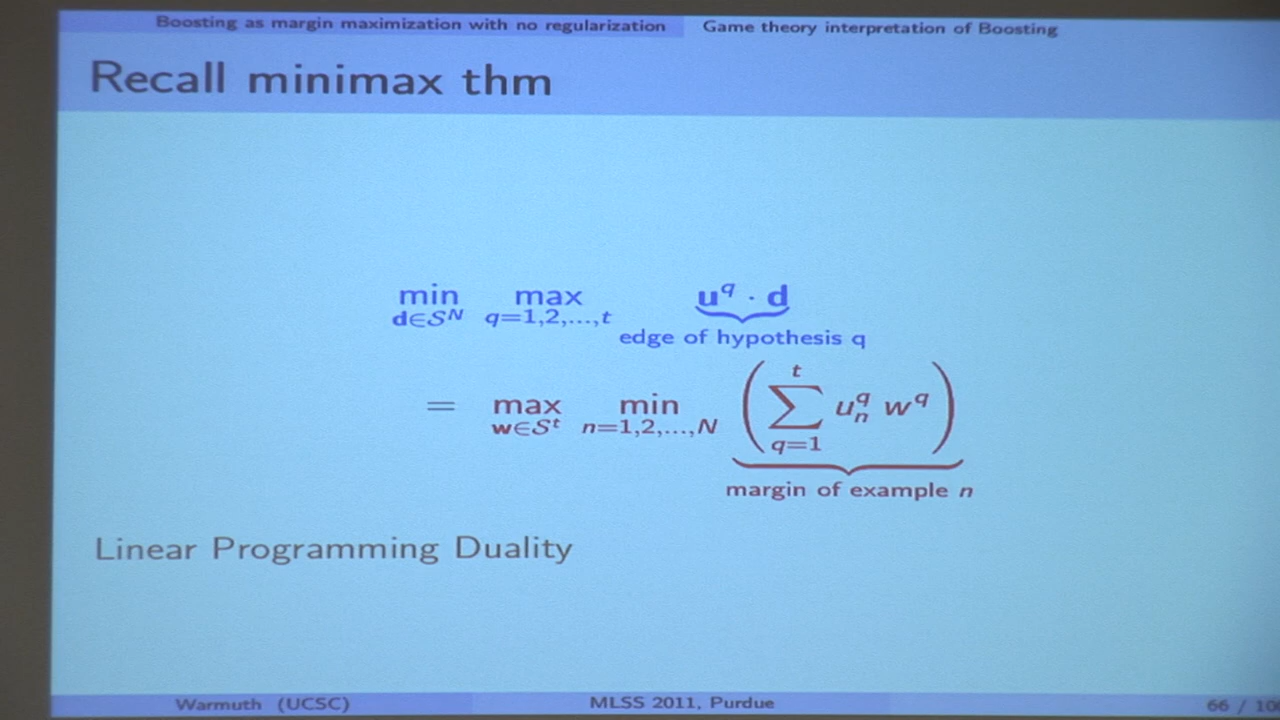 Boosting as margin maximization with no regularization Game theory interpretation of Boosting
Recall minimax thm
min max u^q · d
d∈S^N q=1,2,...,t
edge of hypothesis q
= max min ( ∑ u_n^q w^q )
w∈S^t n=1,2,...,N q=1 t
margin of example n
Linear Programming Duality
Warmuth (UCSC) MLSS 2011, Purdue 66 / 10